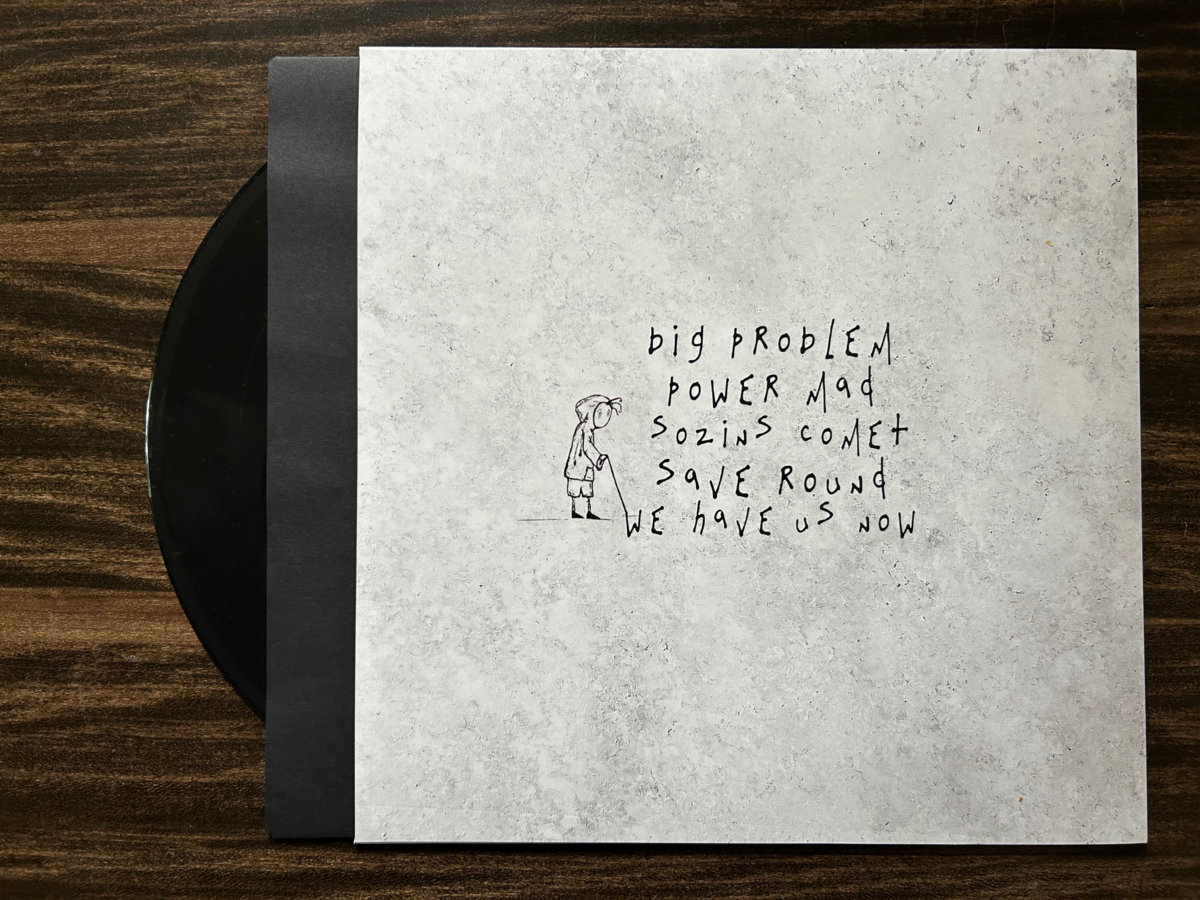 big pRoblEM
poWER Mad
soziNs coMEt
savE RouNd
WE havE us NoW